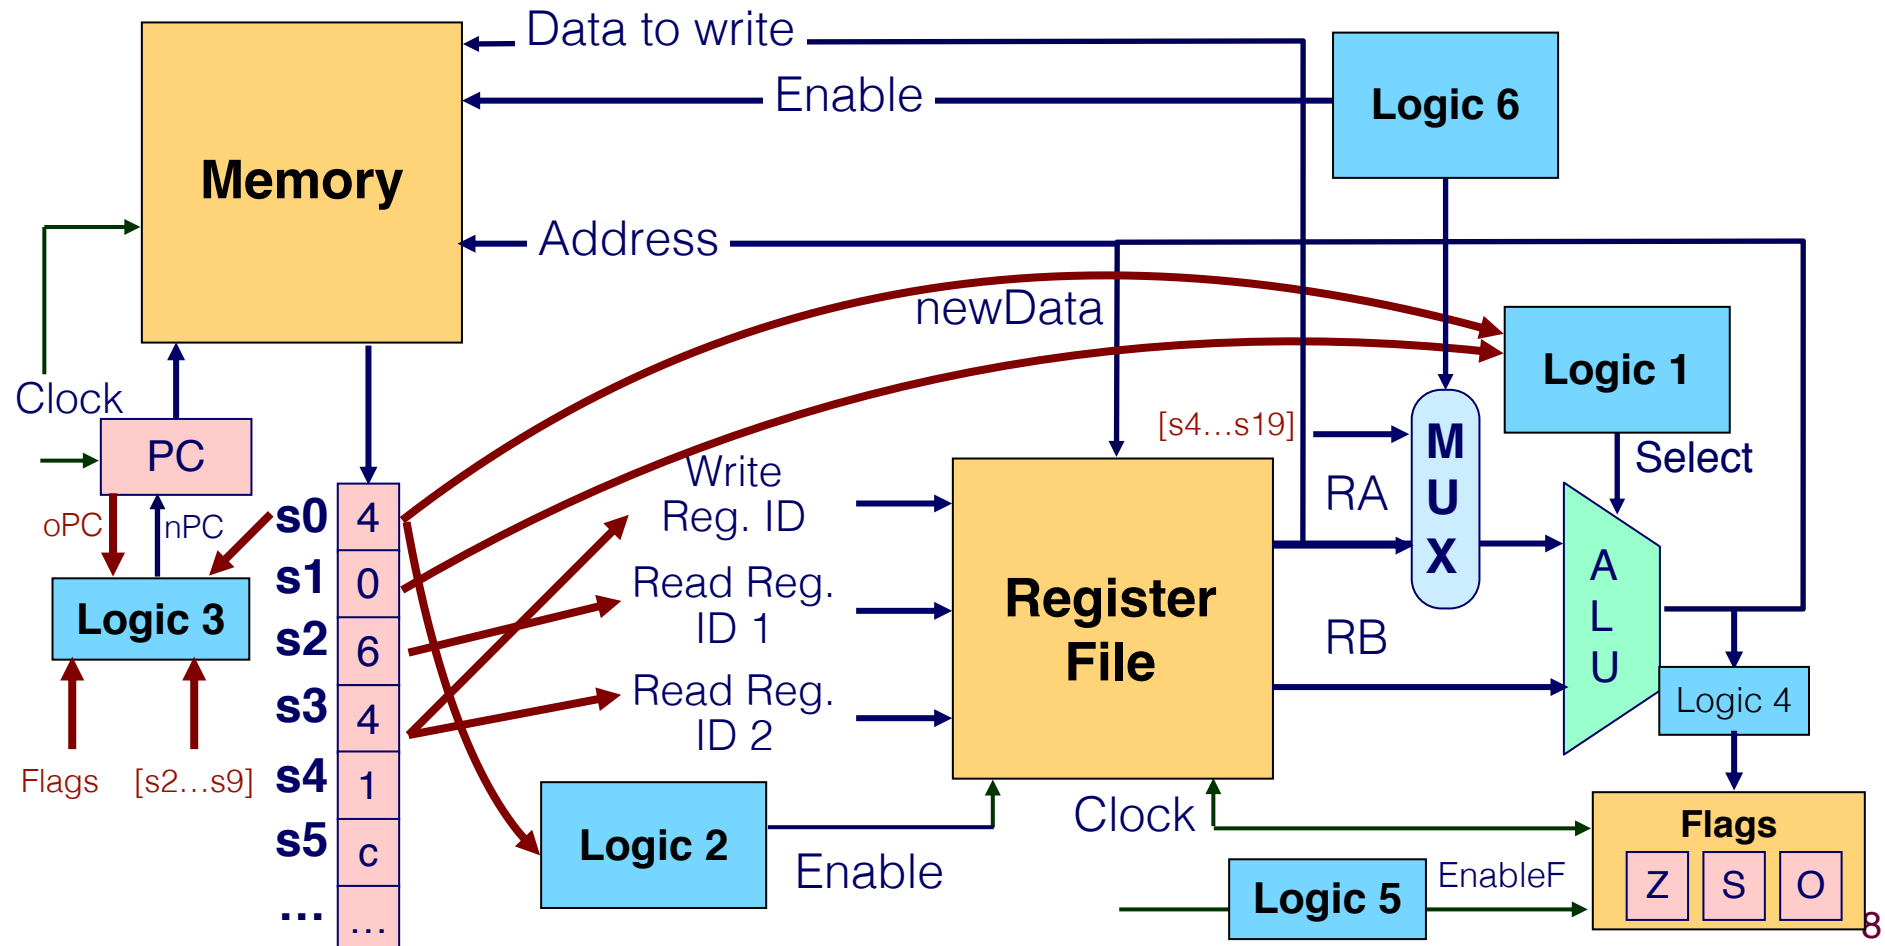 Data to write
Enable
Logic 6
Memory
Address
newData
Logic 1
Clock
[s4...s19]
M
U
X
Select
PC
Write
Reg. ID
RA
oPC
nPC
s0
4
s1
0
Read Reg.
ID 1
Register
File
A
L
U
Logic 3
s2
6
RB
Read Reg.
ID 2
s3
4
Logic 4
Flags
[s2...s9]
s4
1
Clock
s5
c
Logic 2
Enable
Flags
Z
S
O
Logic 5
EnableF
...
...
8